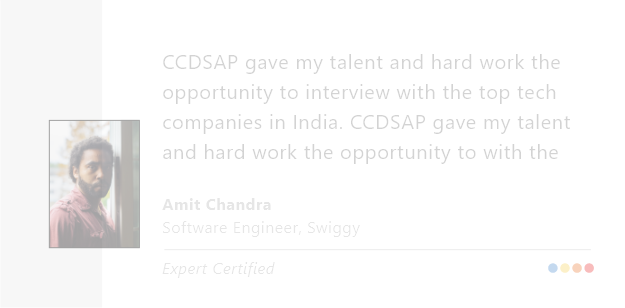 CCDSAP gave my talent and hard work the
opportunity to interview with the top tech
companies in India. CCDSAP gave my talent
and hard work the opportunity to with the
Amit Chandra
Software Engineer, Swiggy
Expert Certified